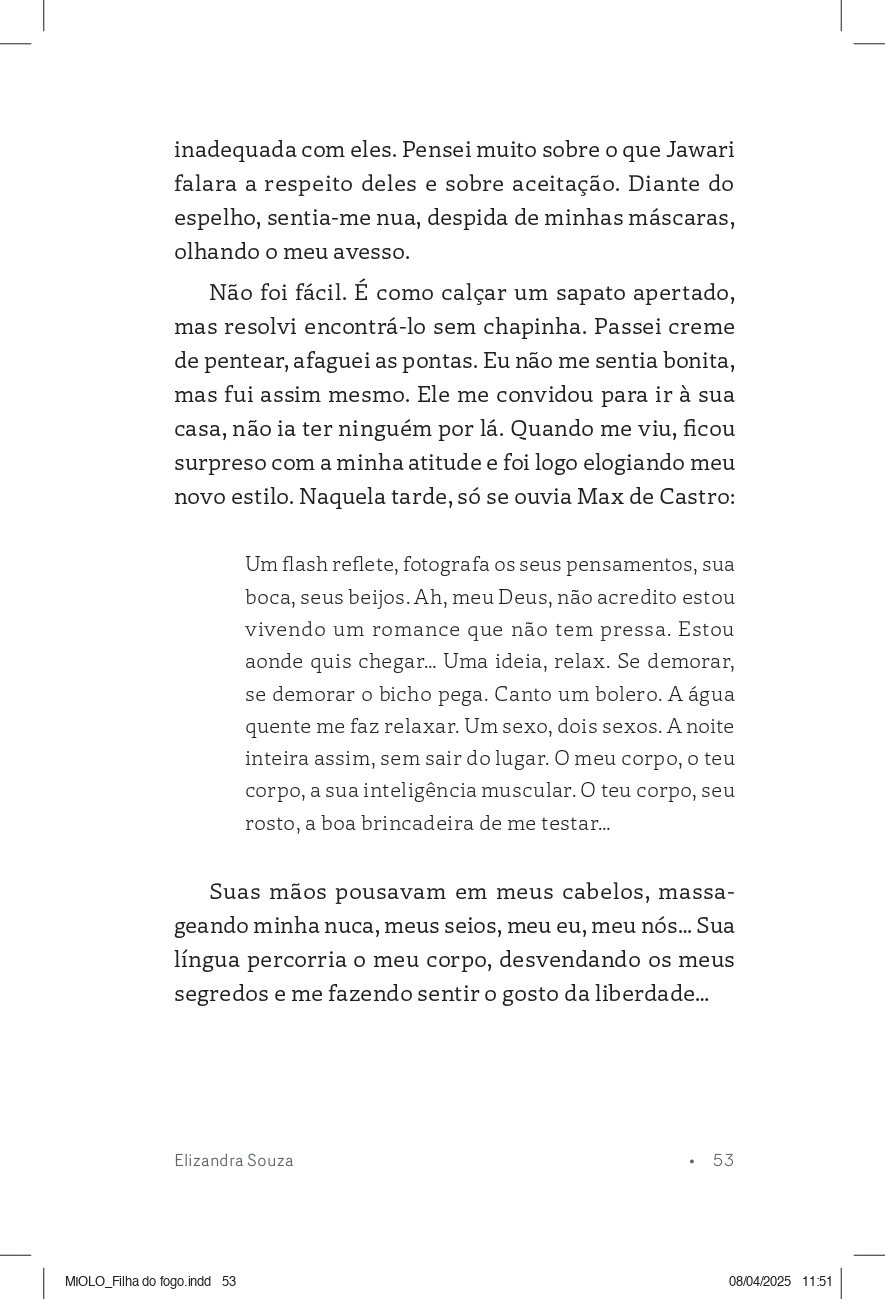 inadequada com eles. Pensei muito sobre o que Jawari
falara a respeito deles e sobre aceitação. Diante do
espelho, sentia-me nua, despida de minhas máscaras,
olhando o meu avesso.
Não foi fácil. É como calçar um sapato apertado,
mas resolvi encontrá-lo sem chapinha. Passei creme
de pentear, afaguei as pontas. Eu não me sentia bonita,
mas fui assim mesmo. Ele me convidou para ir à sua
casa, não ia ter ninguém por lá. Quando me viu, ficou
surpreso com a minha atitude e foi logo elogiando meu
novo estilo. Naquela tarde, só se ouvia Max de Castro:
Um flash reflete, fotografa os seus pensamentos, sua
boca, seus beijos. Ah, meu Deus, não acredito estou
vivendo um romance que não tem pressa. Estou
aonde quis chegar... Uma ideia, relax. Se demorar,
se demorar o bicho pega. Canto um bolero. A água
quente me faz relaxar. Um sexo, dois sexos. A noite
inteira assim, sem sair do lugar. O meu corpo, o teu
corpo, a sua inteligência muscular. O teu corpo, seu
rosto, a boa brincadeira de me testar...
Suas mãos pousavam em meus cabelos, massa-
geando minha nuca, meus seios, meu eu, meu nós... Sua
língua percorria o meu corpo, desvendando os meus
segredos e me fazendo sentir o gosto da liberdade...
Elizandra Souza • 53
MIOLO_Filha do fogo.indd 53 08/04/2025 11:51